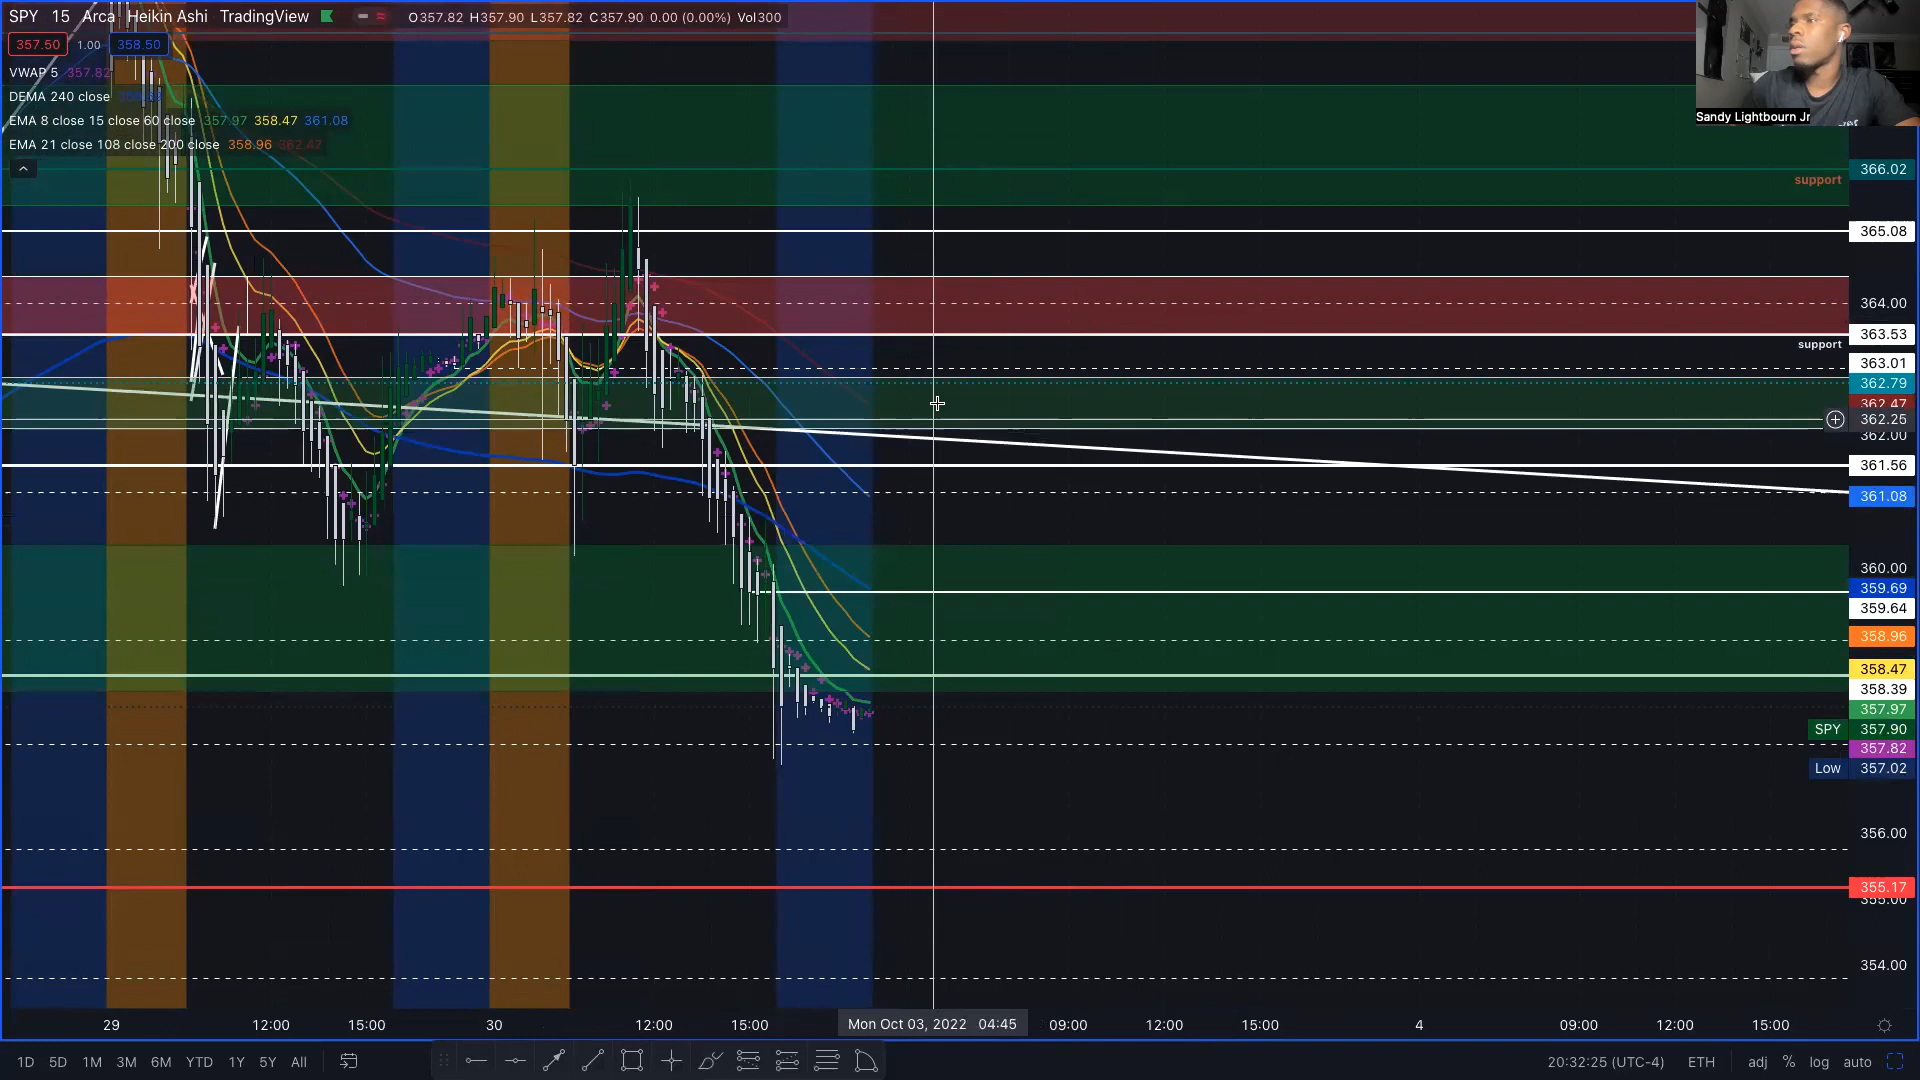 SPY 15 Arca Heikin Ashi TradingView O357.82 H357.90 L357.82 C357.90 0.00 (0.00%) Vol300
357.50 1.00 358.50
VWAP 5 357.82
DEMA 240 close
EMA 8 close 15 close 60 close 357.97 358.47 361.08
EMA 21 close 108 close 200 close 358.96 362.47
Sandy Lightbourn Jr
366.02
support
365.08
364.00
363.53
support
363.01
362.79
362.47
362.25
362.00
361.56
361.08
360.00
359.69
359.64
358.96
358.47
358.39
357.97
SPY 357.90
357.82
Low 357.02
356.00
355.17
355.00
354.00
29 12:00 15:00 30 12:00 15:00 Mon Oct 03, 2022 04:45 09:00 12:00 15:00 4 09:00 12:00 15:00
1D 5D 1M 3M 6M YTD 1Y 5Y All 20:32:25 (UTC-4) ETH adj % log auto